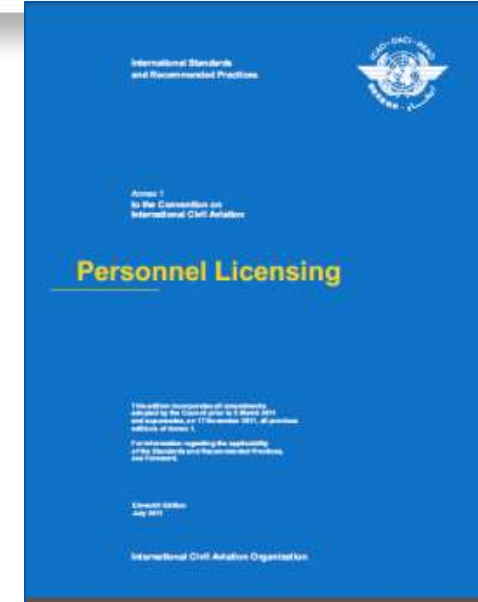 International Standards
and Recommended Practices
Annex 1
to the Convention on
International Civil Aviation
Personnel Licensing
This edition incorporates all amendments
adopted by the Council prior to 5 March 2011
and supersedes, on 17 November 2011, all previous
editions of Annex 1.
For information regarding the applicability
of the Standards and Recommended Practices,
see Foreword.
Eleventh Edition
July 2011
International Civil Aviation Organization